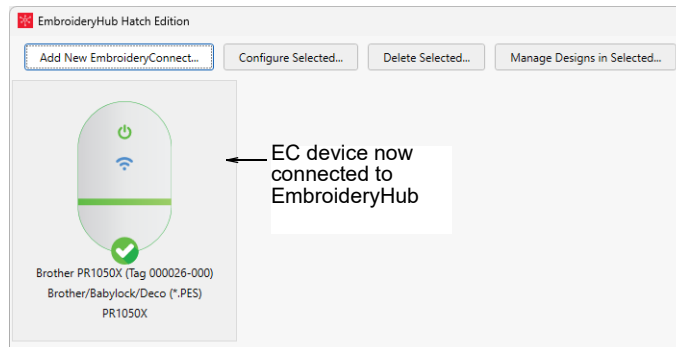 EmbroideryHub Hatch Edition
Add New EmbroideryConnect... Configure Selected... Delete Selected... Manage Designs in Selected...
EC device now
connected to
EmbroideryHub
Brother PR1050X (Tag 000026-000)
Brother/Babylock/Deco (*.PES)
PR1050X